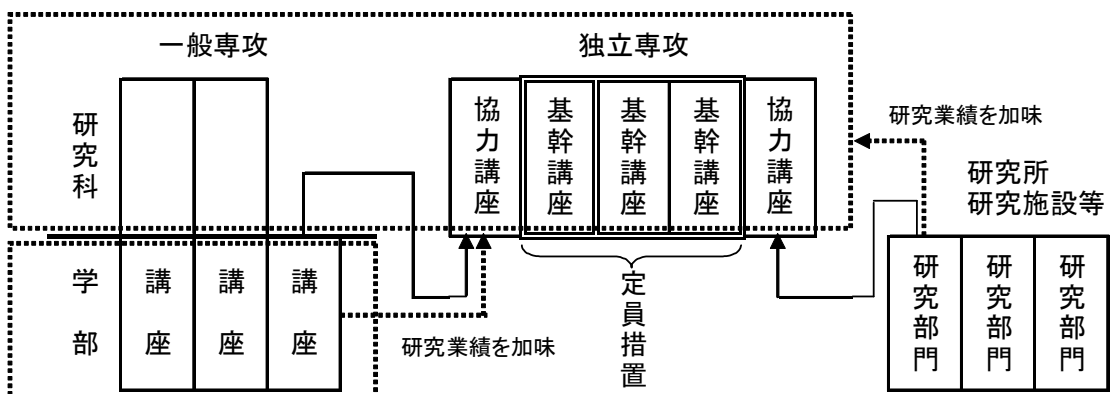 一般専攻
独立専攻
研究科
協力講座
基幹講座
基幹講座
基幹講座
協力講座
研究業績を加味
研究所
研究施設等
学部
講座
講座
講座
研究業績を加味
定員措置
研究部門
研究部門
研究部門